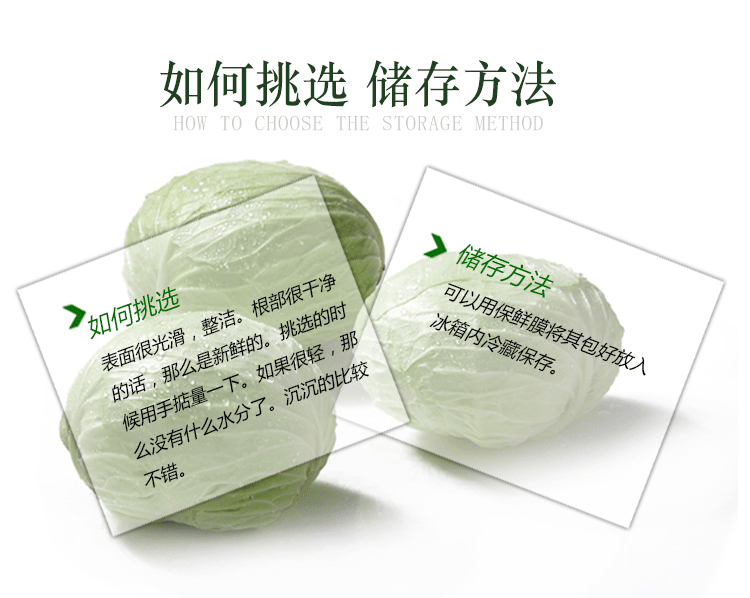 如何挑选 储存方法
HOW TO CHOOSE THE STORAGE METHOD
如何挑选
表面很光滑，整洁。根部很干净
的话，那么是新鲜的。挑选的时
候用手掂量一下。如果很轻，那
么没有什么水分了。沉沉的比较
不错。
储存方法
可以用保鲜膜将其包好放入
冰箱内冷藏保存。